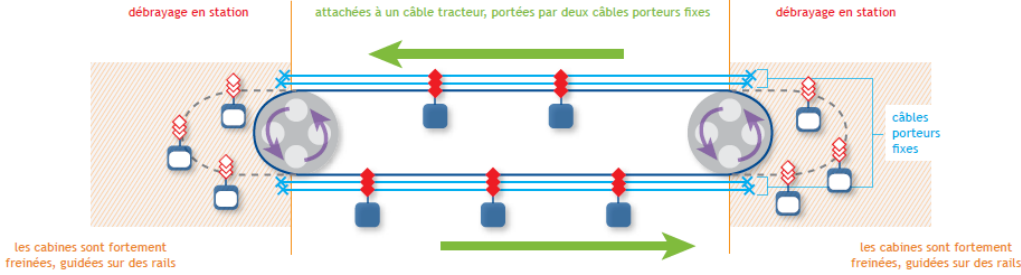 débrayage en station
attachées à un câble tracteur, portées par deux câbles porteurs fixes
débrayage en station
câbles
porteurs
fixes
les cabines sont fortement
freinées, guidées sur des rails
les cabines sont fortement
freinées, guidées sur des rails